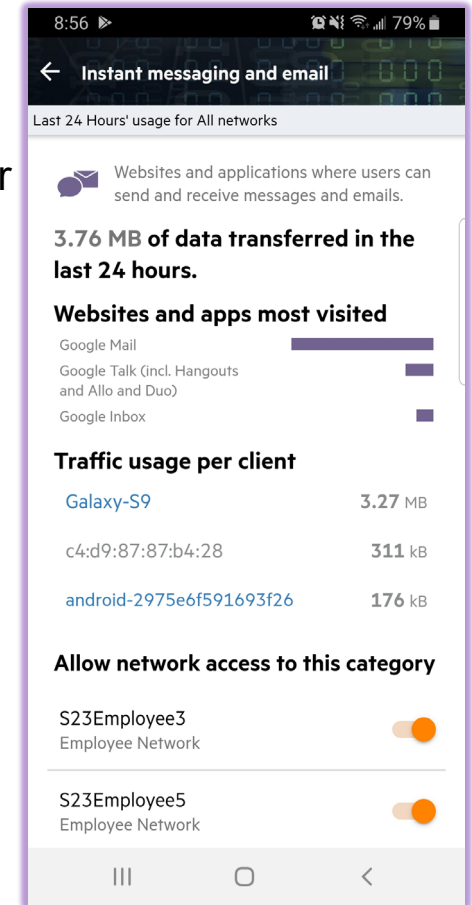 8:56 79%
Instant messaging and email
Last 24 Hours' usage for All networks
r
Websites and applications where users can
send and receive messages and emails.
3.76 MB of data transferred in the
last 24 hours.
Websites and apps most visited
Google Mail
Google Talk (incl. Hangouts
and Allo and Duo)
Google Inbox
Traffic usage per client
Galaxy-S9 3.27 MB
c4:d9:87:87:b4:28 311 kB
android-2975e6f591693f26 176 kB
Allow network access to this category
S23Employee3
Employee Network
S23Employee5
Employee Network